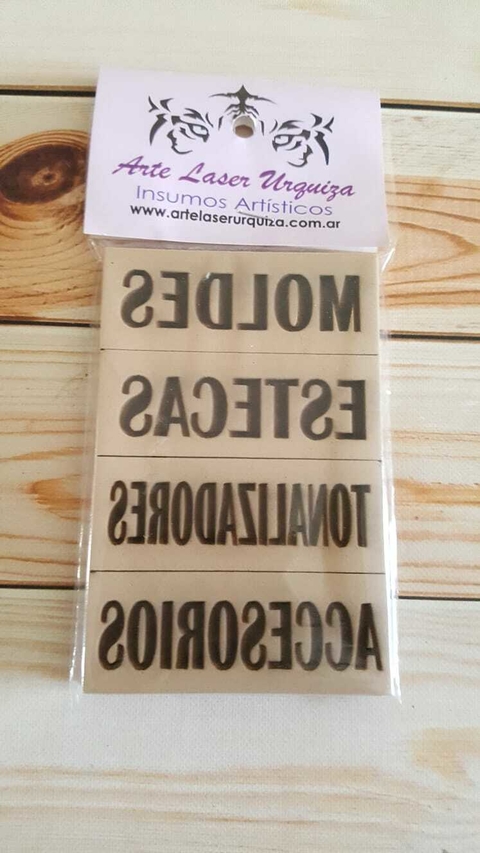 Arte Laser Urquiza
Insumos Artísticos
www.artelaserurquiza.com.ar
MOLDES
ESTECAS
TONALIZADORES
ACCESORIOS